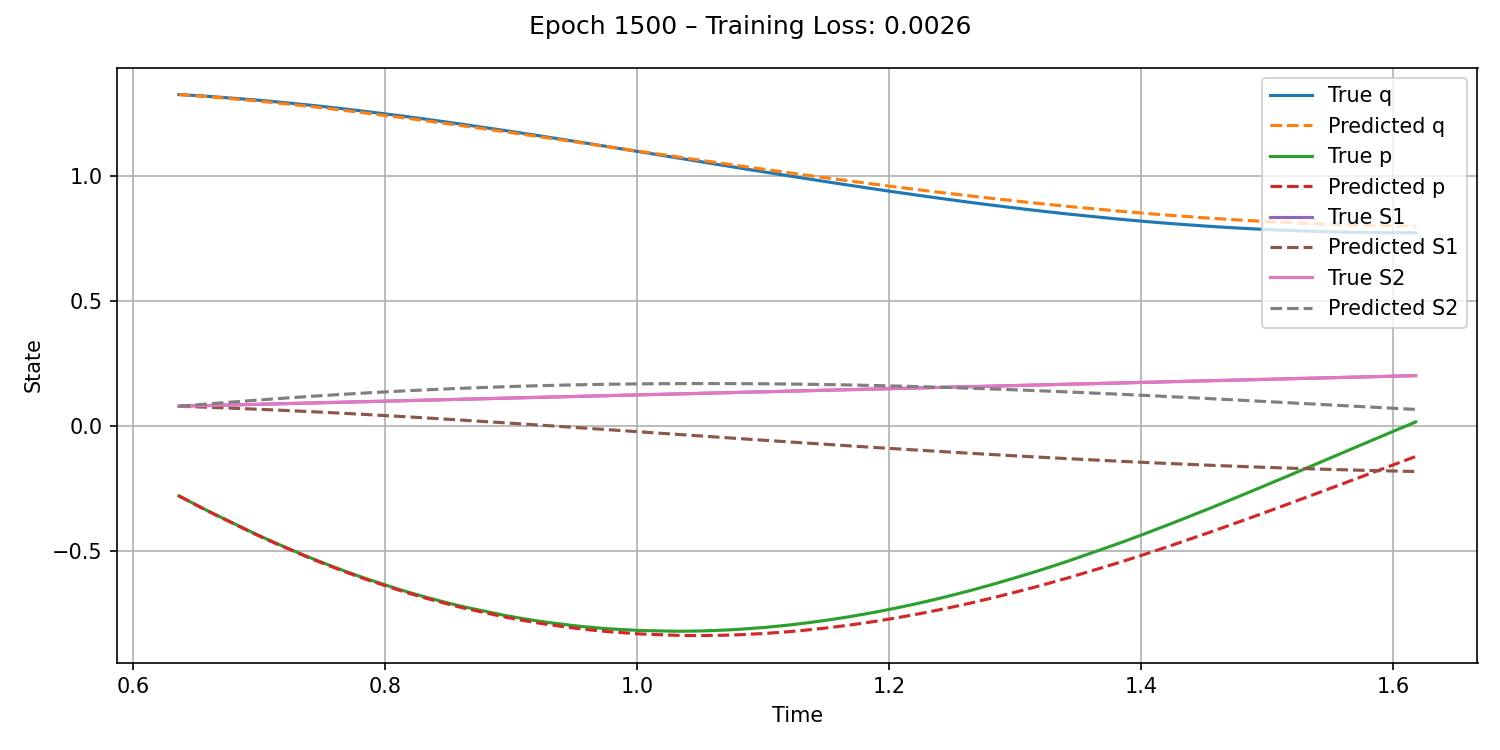 Epoch 1500 – Training Loss: 0.0026
True q
Predicted q
True p
Predicted p
True S1
Predicted S1
True S2
Predicted S2
State
1.0
0.5
0.0
−0.5
0.6
0.8
1.0
1.2
1.4
1.6
Time